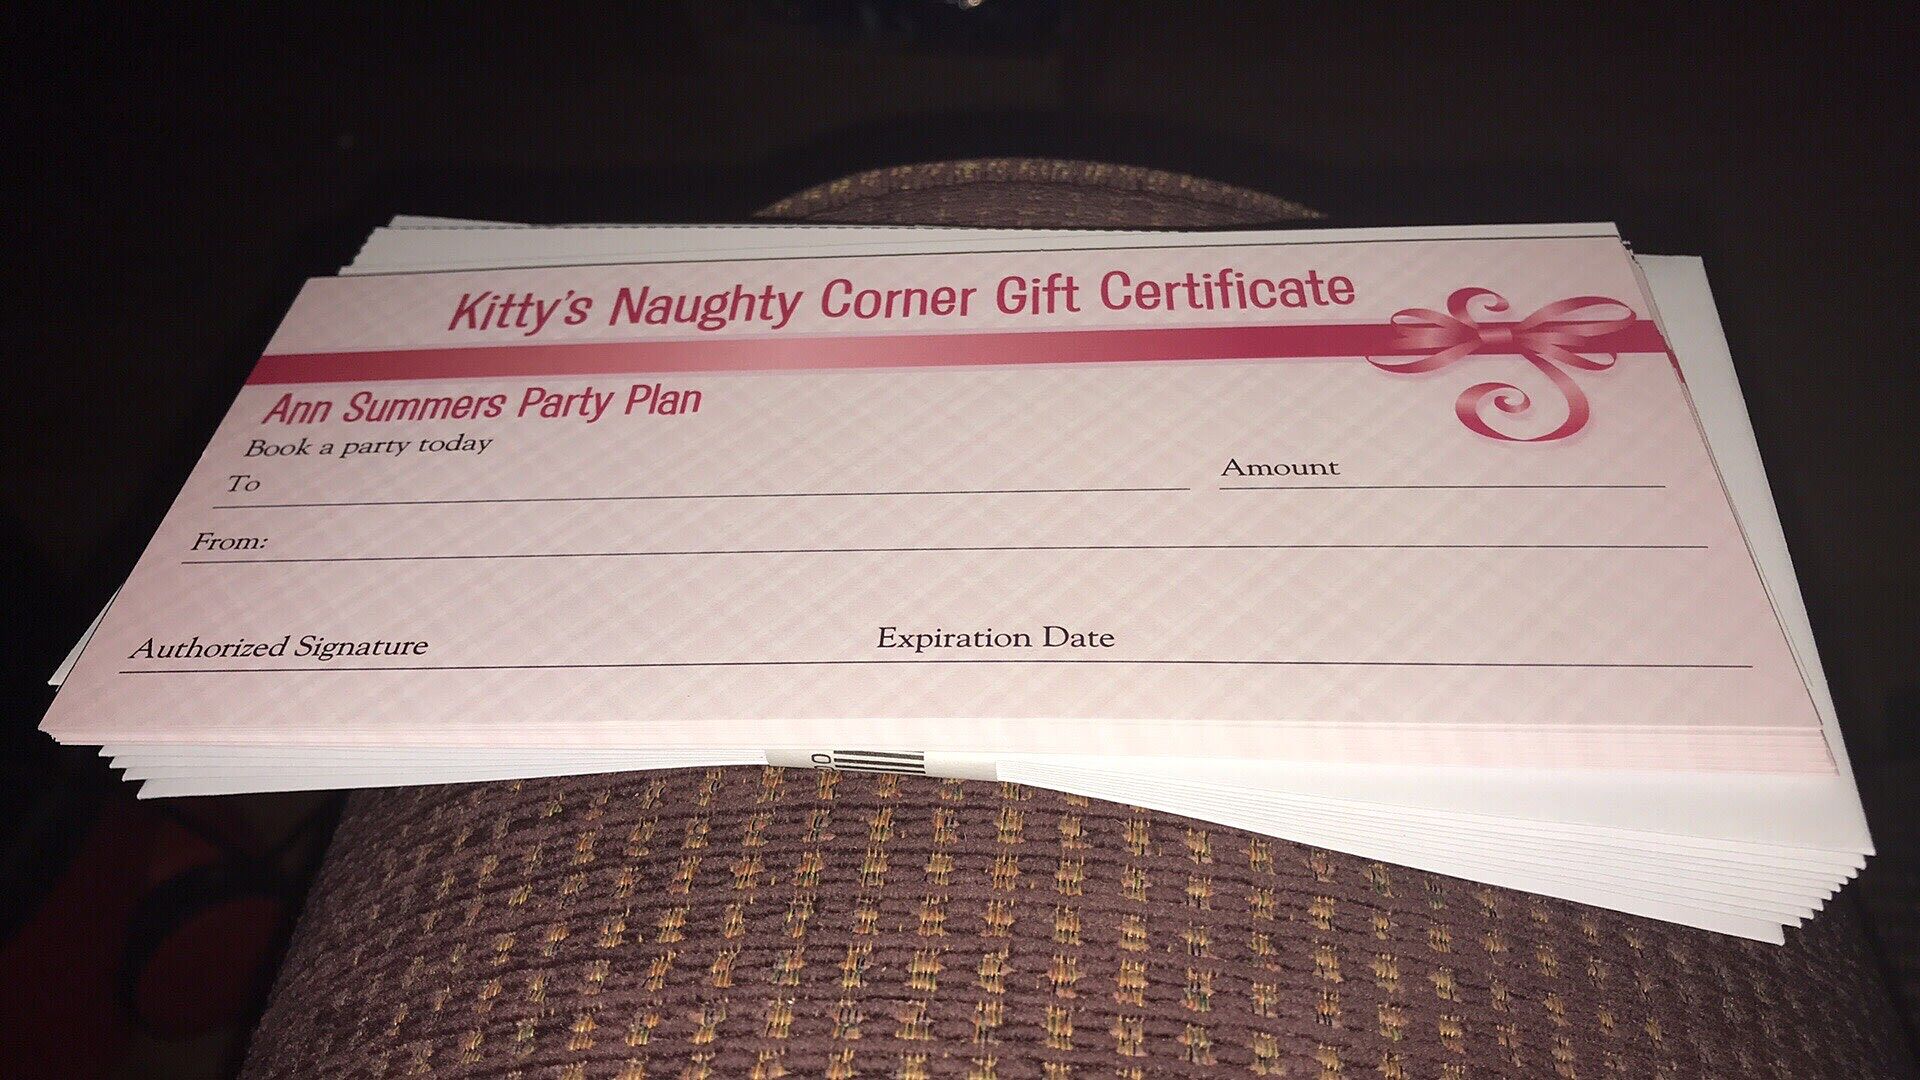 Kitty's Naughty Corner Gift Certificate
Ann Summers Party Plan
Book a party today
To
Amount
From:
Authorized Signature
Expiration Date